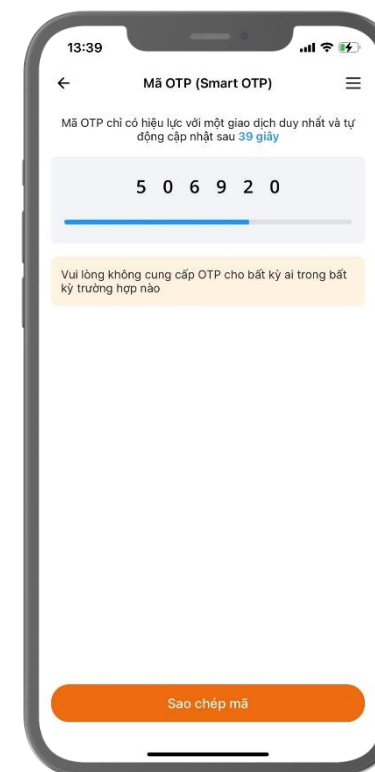 13:39
Mã OTP (Smart OTP)
Mã OTP chỉ có hiệu lực với một giao dịch duy nhất và tự
động cập nhật sau 39 giây
5 0 6 9 2 0
Vui lòng không cung cấp OTP cho bất kỳ ai trong bất
kỳ trường hợp nào
Sao chép mã